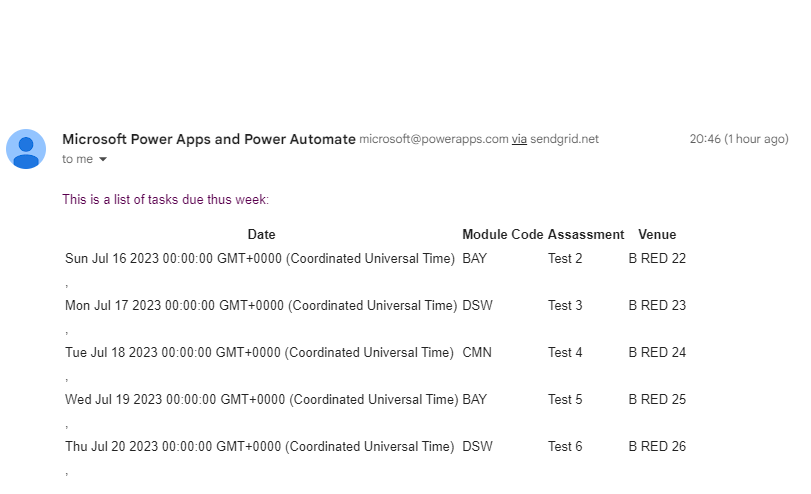 Microsoft Power Apps and Power Automate microsoft@powerapps.com via sendgrid.net 20:46 (1 hour ago)
to me
This is a list of tasks due thus week:
Date Module Code Assassment Venue
Sun Jul 16 2023 00:00:00 GMT+0000 (Coordinated Universal Time) BAY Test 2 B RED 22
,
Mon Jul 17 2023 00:00:00 GMT+0000 (Coordinated Universal Time) DSW Test 3 B RED 23
,
Tue Jul 18 2023 00:00:00 GMT+0000 (Coordinated Universal Time) CMN Test 4 B RED 24
,
Wed Jul 19 2023 00:00:00 GMT+0000 (Coordinated Universal Time) BAY Test 5 B RED 25
,
Thu Jul 20 2023 00:00:00 GMT+0000 (Coordinated Universal Time) DSW Test 6 B RED 26
,